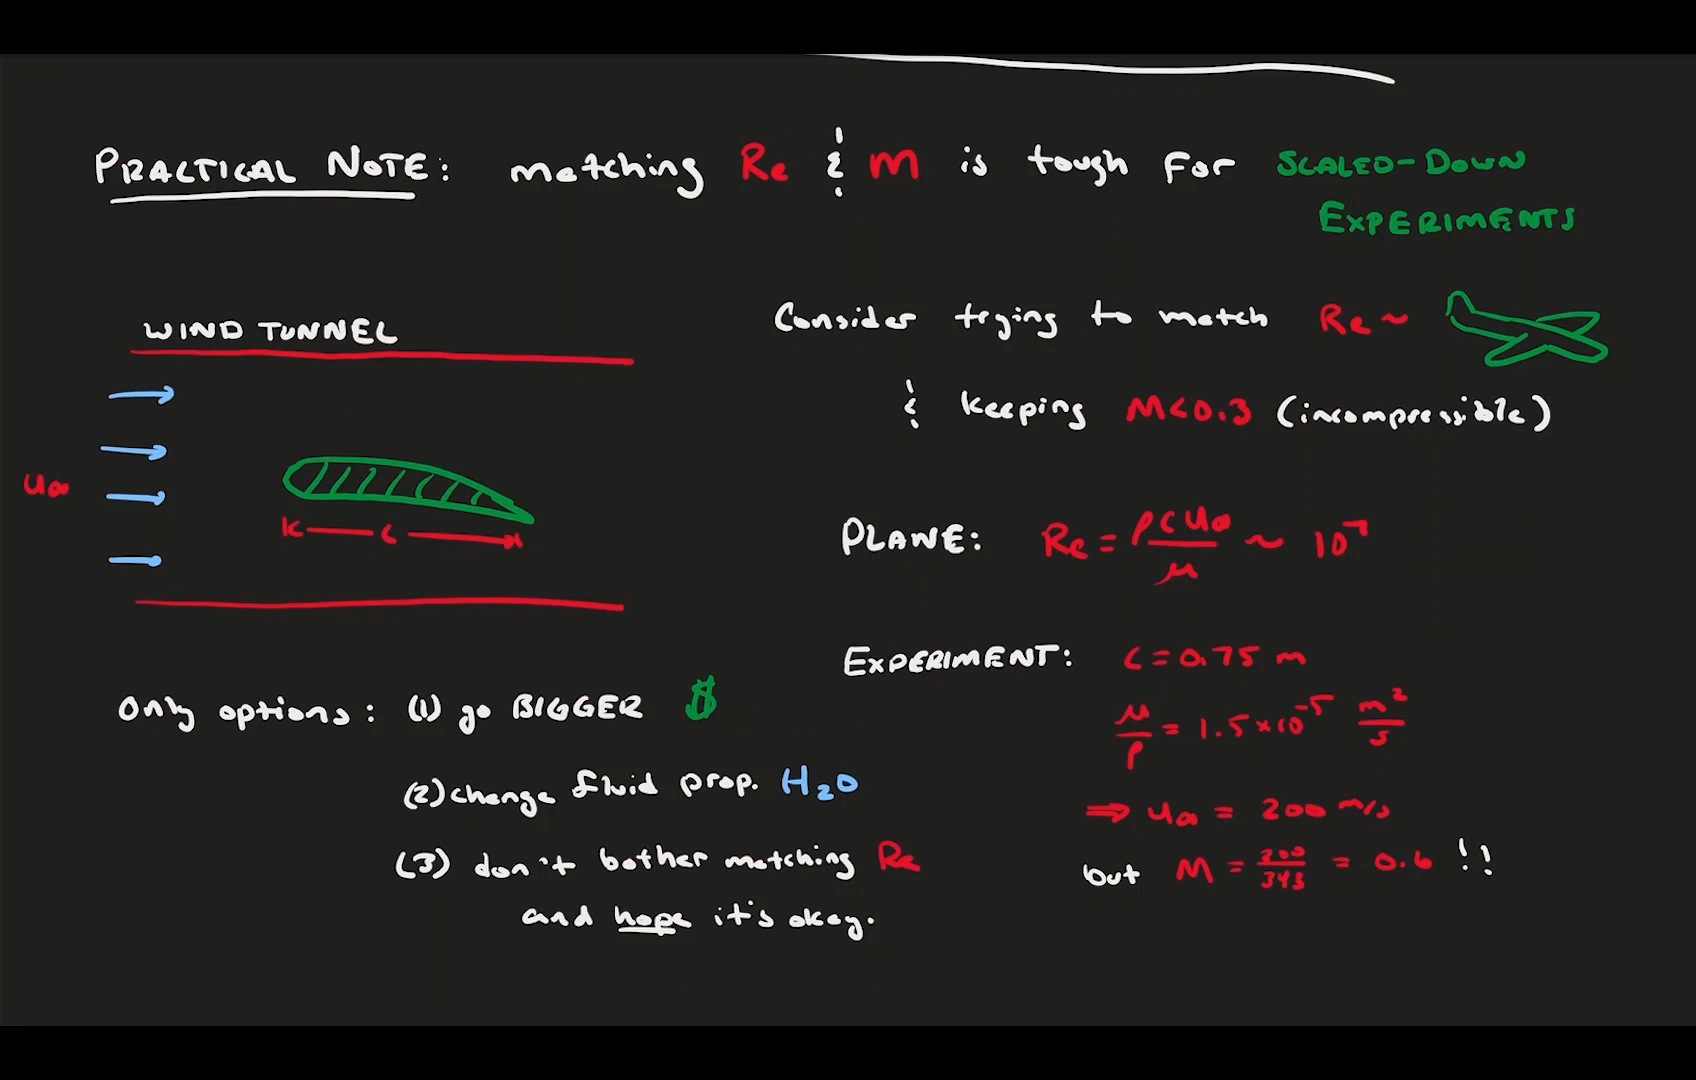 PRACTICAL NOTE: matching Re & M is tough for SCALED-DOWN
EXPERIMENTS
WIND TUNNEL
U∞
c
Only options: (1) go BIGGER $
(2) change fluid prop. H₂O
(3) don't bother matching Re
and hope it's okay.
Consider trying to match Re ~
& keeping M<0.3 (incompressible)
PLANE: Re = ρcU∞/μ ~ 10⁷
EXPERIMENT: c = 0.75 m
μ/ρ = 1.5×10⁻⁵ m²/s
⇒ U∞ = 200 m/s
but M = 200/343 = 0.6 !!